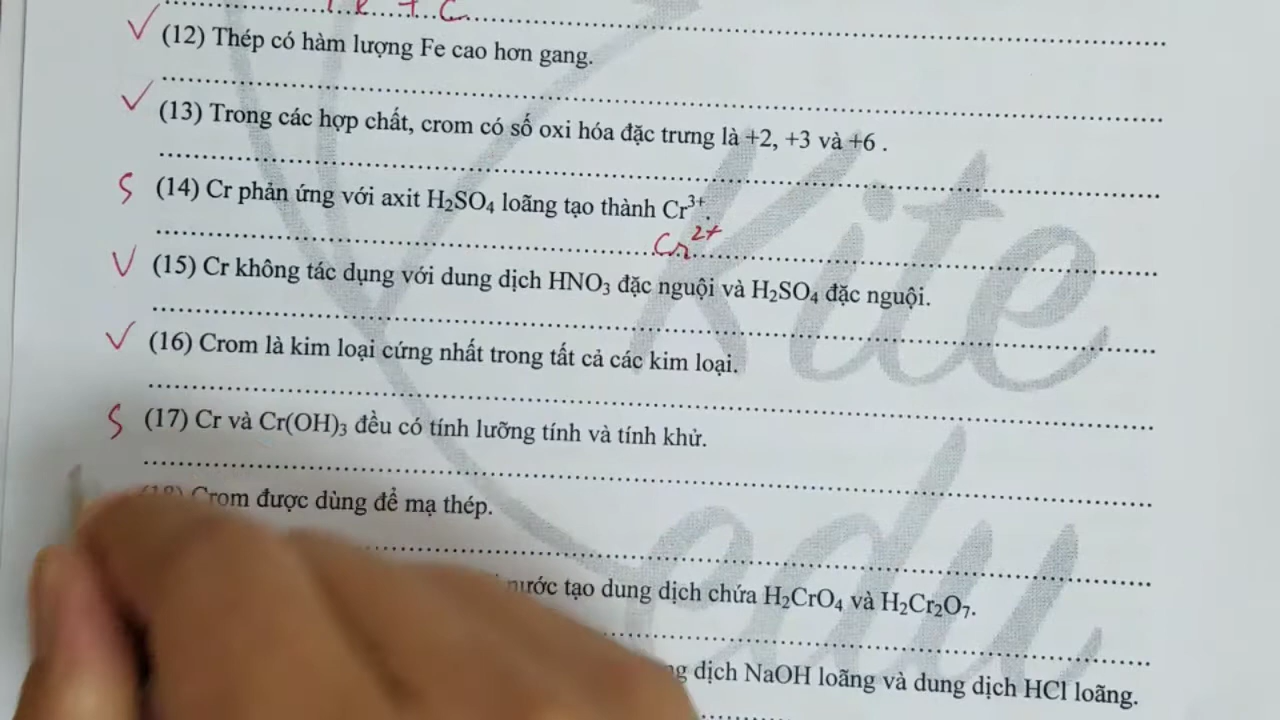 + C
(12) Thép có hàm lượng Fe cao hơn gang.
(13) Trong các hợp chất, crom có số oxi hóa đặc trưng là +2, +3 và +6 .
S (14) Cr phản ứng với axit H₂SO₄ loãng tạo thành Cr³⁺.
Cr²⁺
(15) Cr không tác dụng với dung dịch HNO₃ đặc nguội và H₂SO₄ đặc nguội.
(16) Crom là kim loại cứng nhất trong tất cả các kim loại.
S (17) Cr và Cr(OH)₃ đều có tính lưỡng tính và tính khử.
(18) Crom được dùng để mạ thép.
nước tạo dung dịch chứa H₂CrO₄ và H₂Cr₂O₇.
dịch NaOH loãng và dung dịch HCl loãng.
Kite
edu